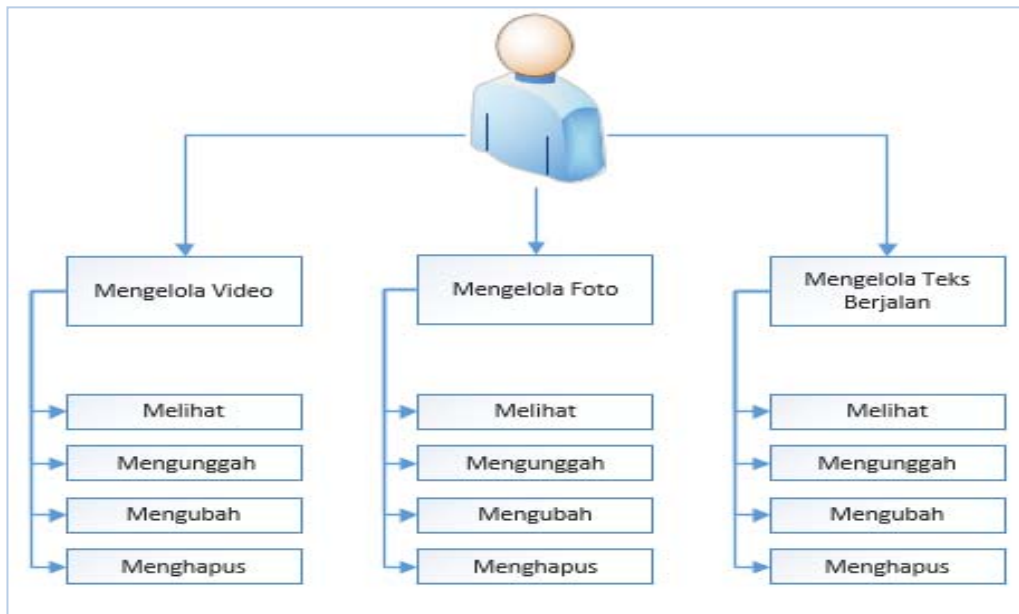 Mengelola Video
Melihat
Mengunggah
Mengubah
Menghapus
Mengelola Foto
Melihat
Mengunggah
Mengubah
Menghapus
Mengelola Teks
Berjalan
Melihat
Mengunggah
Mengubah
Menghapus